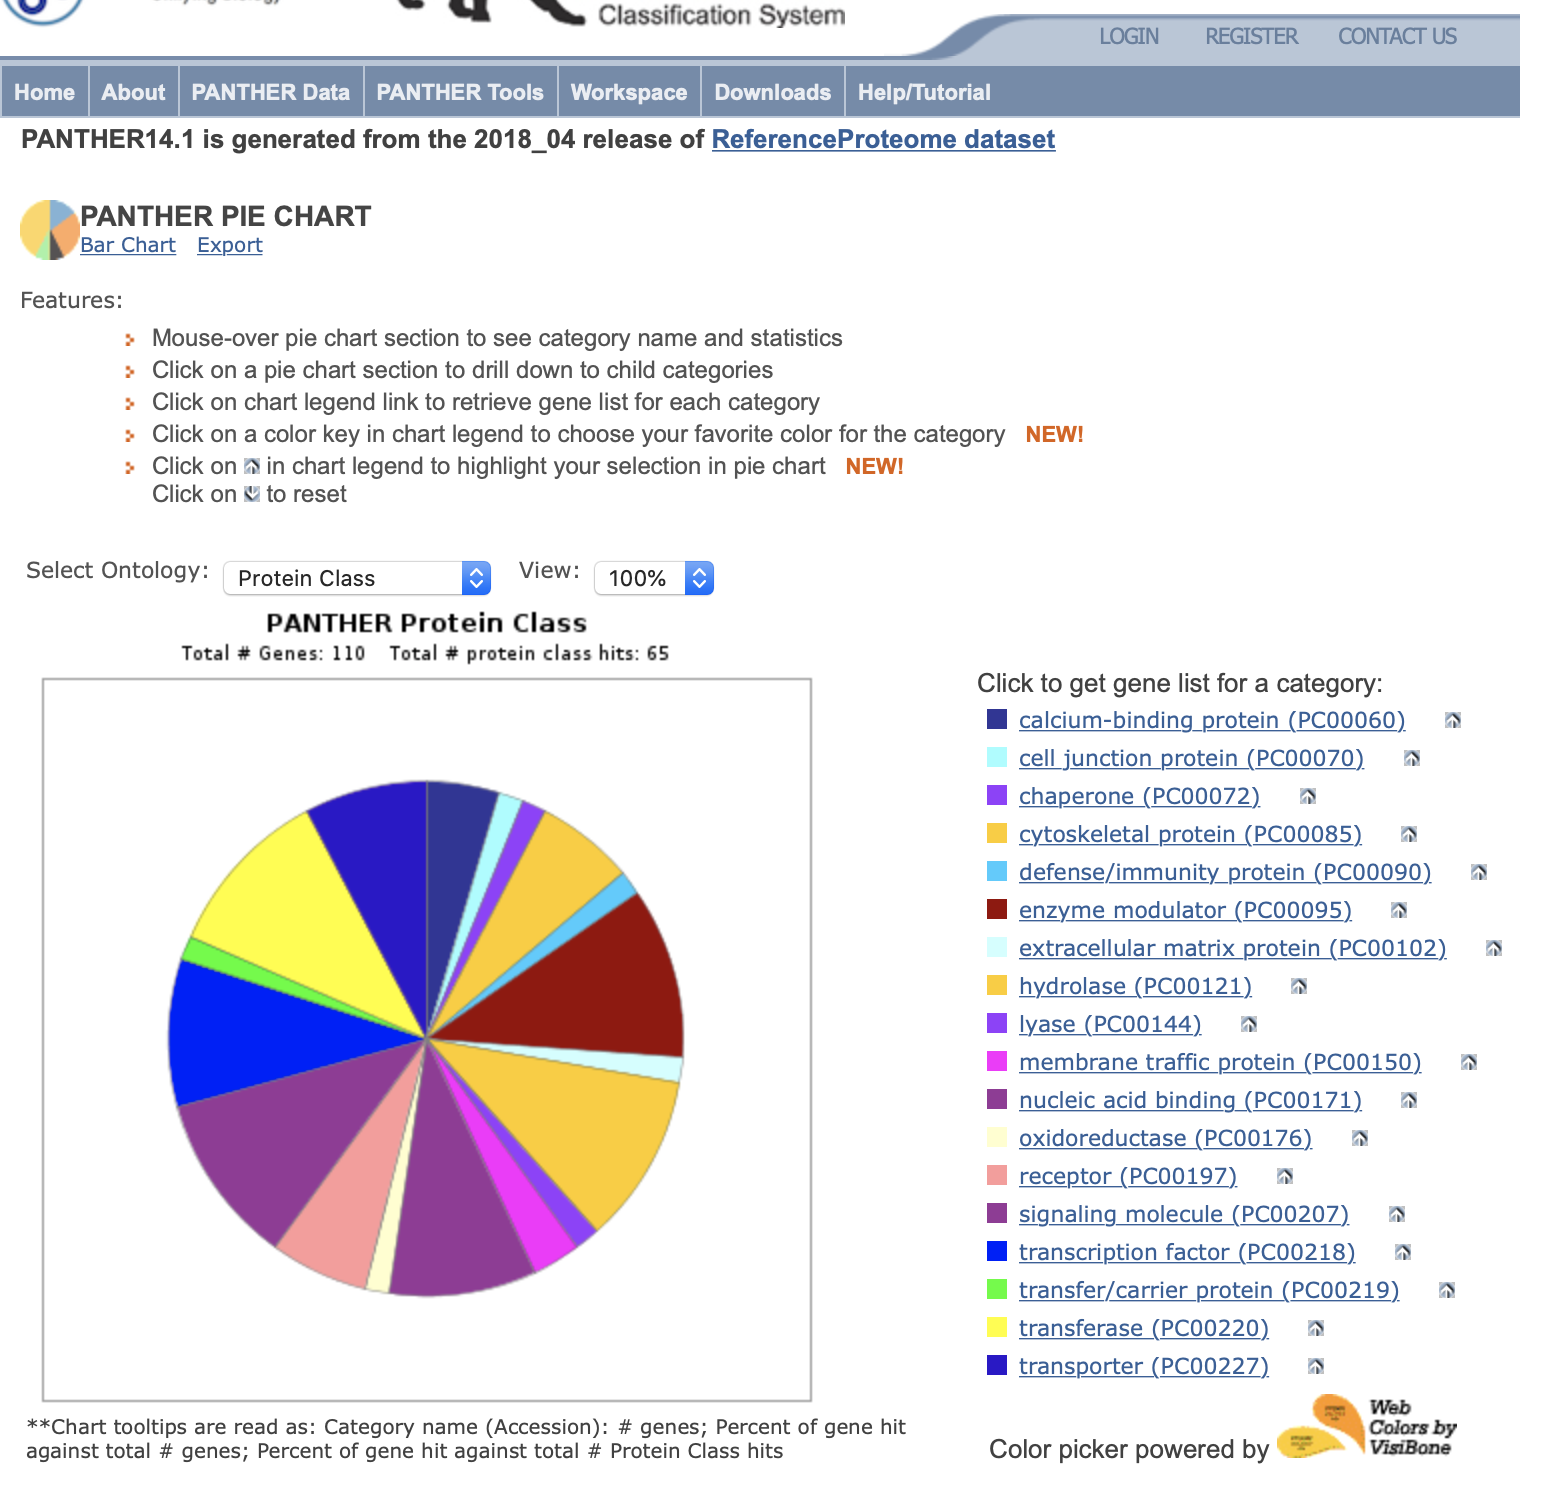 Classification System
LOGIN REGISTER CONTACT US
Home About PANTHER Data PANTHER Tools Workspace Downloads Help/Tutorial
PANTHER14.1 is generated from the 2018_04 release of ReferenceProteome dataset
PANTHER PIE CHART
Bar Chart Export
Features:
Mouse-over pie chart section to see category name and statistics
Click on a pie chart section to drill down to child categories
Click on chart legend link to retrieve gene list for each category
Click on a color key in chart legend to choose your favorite color for the category NEW!
Click on in chart legend to highlight your selection in pie chart NEW!
Click on to reset
Select Ontology: Protein Class View: 100%
PANTHER Protein Class
Total # Genes: 110 Total # protein class hits: 65
Click to get gene list for a category:
calcium-binding protein (PC00060)
cell junction protein (PC00070)
chaperone (PC00072)
cytoskeletal protein (PC00085)
defense/immunity protein (PC00090)
enzyme modulator (PC00095)
extracellular matrix protein (PC00102)
hydrolase (PC00121)
lyase (PC00144)
membrane traffic protein (PC00150)
nucleic acid binding (PC00171)
oxidoreductase (PC00176)
receptor (PC00197)
signaling molecule (PC00207)
transcription factor (PC00218)
transfer/carrier protein (PC00219)
transferase (PC00220)
transporter (PC00227)
**Chart tooltips are read as: Category name (Accession): # genes; Percent of gene hit
against total # genes; Percent of gene hit against total # Protein Class hits
Color picker powered by
Web
Colors by
VisiBone